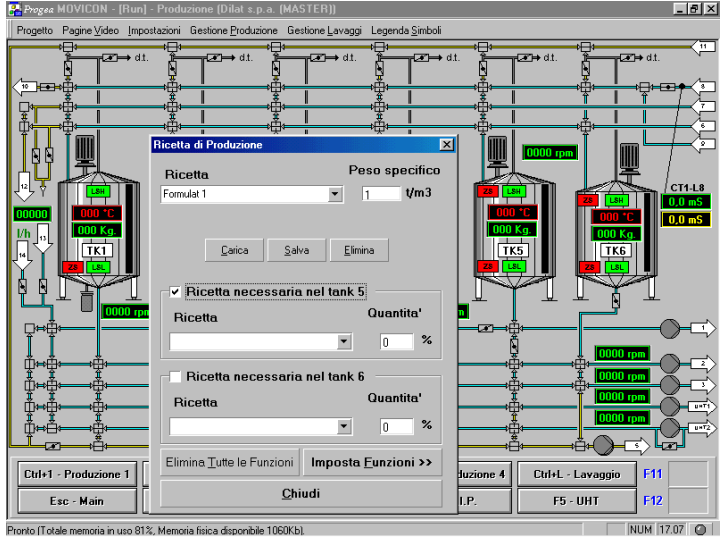 Progea MOVICON - [Run] - Produzione (Dilat s.p.a. (MASTER))
Progetto Pagine Video Impostazioni Gestione Produzione Gestione Lavaggi Legenda Simboli
11
d.t. d.t. d.t. d.t. d.t. d.t.
10
8
7
6
9
12
Ricetta di Produzione
Ricetta
Peso specifico
Formulat 1
1
t/m3
Carica
Salva
Elimina
Ricetta necessaria nel tank 5
Ricetta
Quantita'
0
%
Ricetta necessaria nel tank 6
Ricetta
Quantita'
0
%
Elimina Tutte le Funzioni
Imposta Funzioni >>
Chiudi
LSH
000 °C
000 Kg.
TK1
ZS
LSL
00000
l/h
13
14
0000 rpm
0000 rpm
ZS
LSH
000 °C
000 Kg.
TK5
ZS
LSL
ZS
LSH
000 °C
000 Kg.
TK6
ZS
LSL
CT1-L8
0,0 mS
0,0 mS
1
0000 rpm
2
0000 rpm
3
0000 rpm
0000 rpm
5
Ctrl+1 - Produzione 1
duzione 4
Ctrl+L - Lavaggio
F11
Esc - Main
I.P.
F5 - UHT
F12
Pronto (Totale memoria in uso 81%, Memoria fisica disponibile 1060Kb).
NUM
17.07